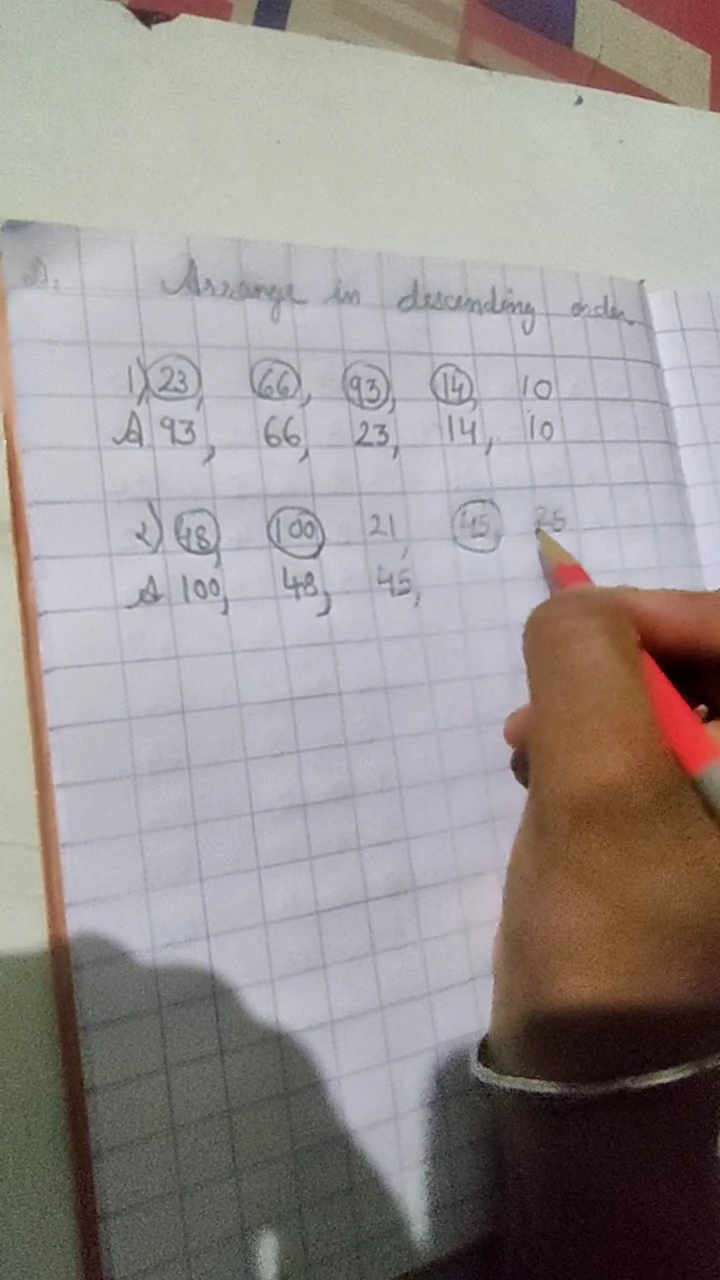 Arrange in descending order
1) 23, 66, 93, 14, 10
A 93, 66, 23, 14, 10
2) 48, 100 21, 45,
A 100, 48, 45,